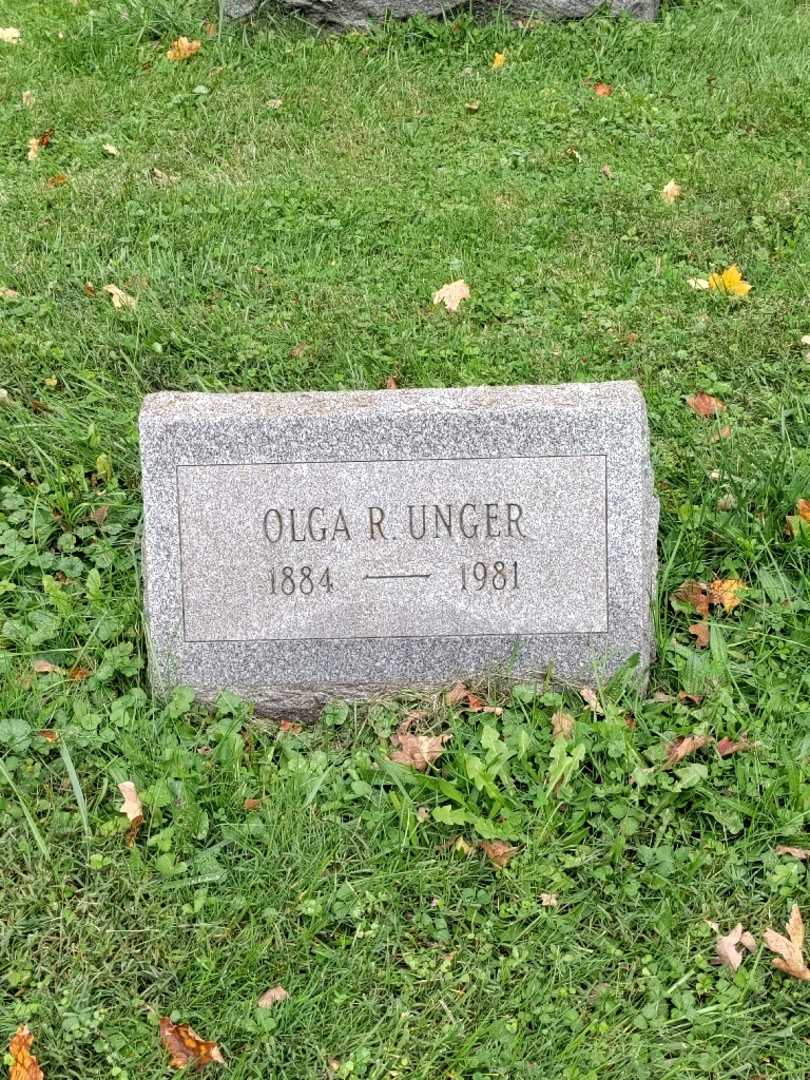 OLGA R. UNGER
1884 — 1981